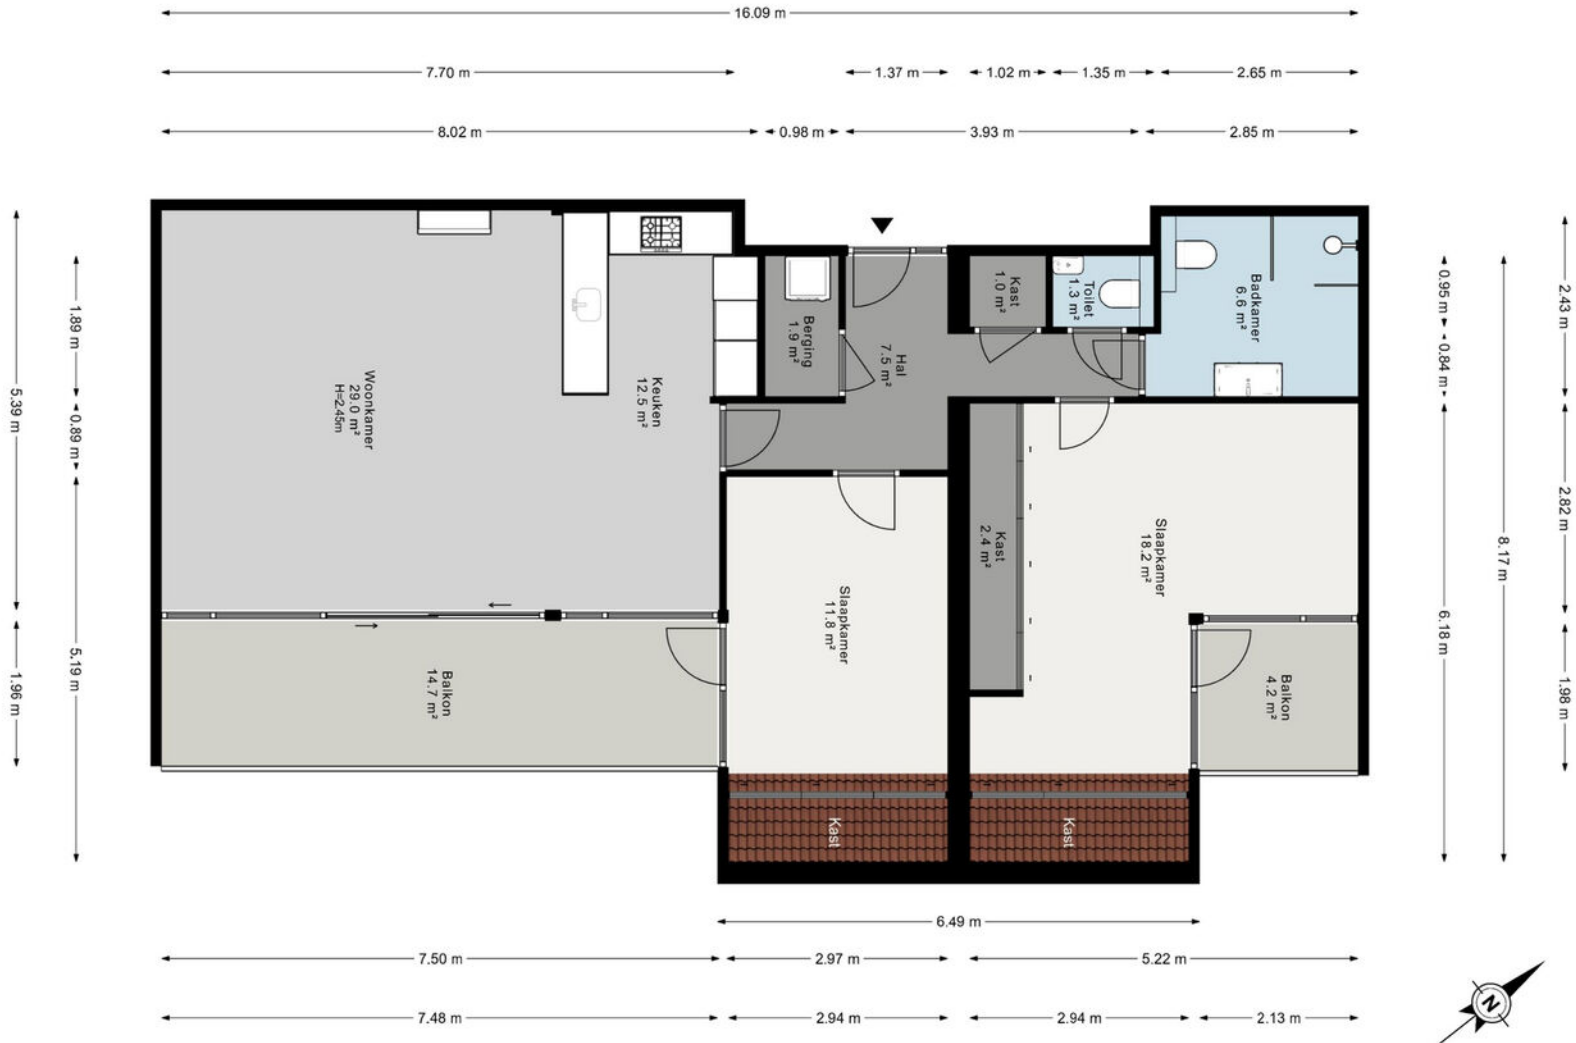 16.09 m
7.70 m
1.37 m
1.02 m
1.35 m
2.65 m
8.02 m
0.98 m
3.93 m
2.85 m
5.39 m
1.96 m
1.89 m
0.89 m
5.19 m
Woonkamer
29.0 m²
H=2.45m
Keuken
12.5 m²
Berging
1.9 m²
Hal
7.5 m²
Kast
1.0 m²
Toilet
1.3 m²
Badkamer
6.6 m²
Kast
2.4 m²
Slaapkamer
18.2 m²
Slaapkamer
11.8 m²
Balkon
14.7 m²
Balkon
4.2 m²
Kast
Kast
0.95 m
0.84 m
6.18 m
8.17 m
2.43 m
2.82 m
1.98 m
6.49 m
7.50 m
2.97 m
5.22 m
7.48 m
2.94 m
2.94 m
2.13 m
N